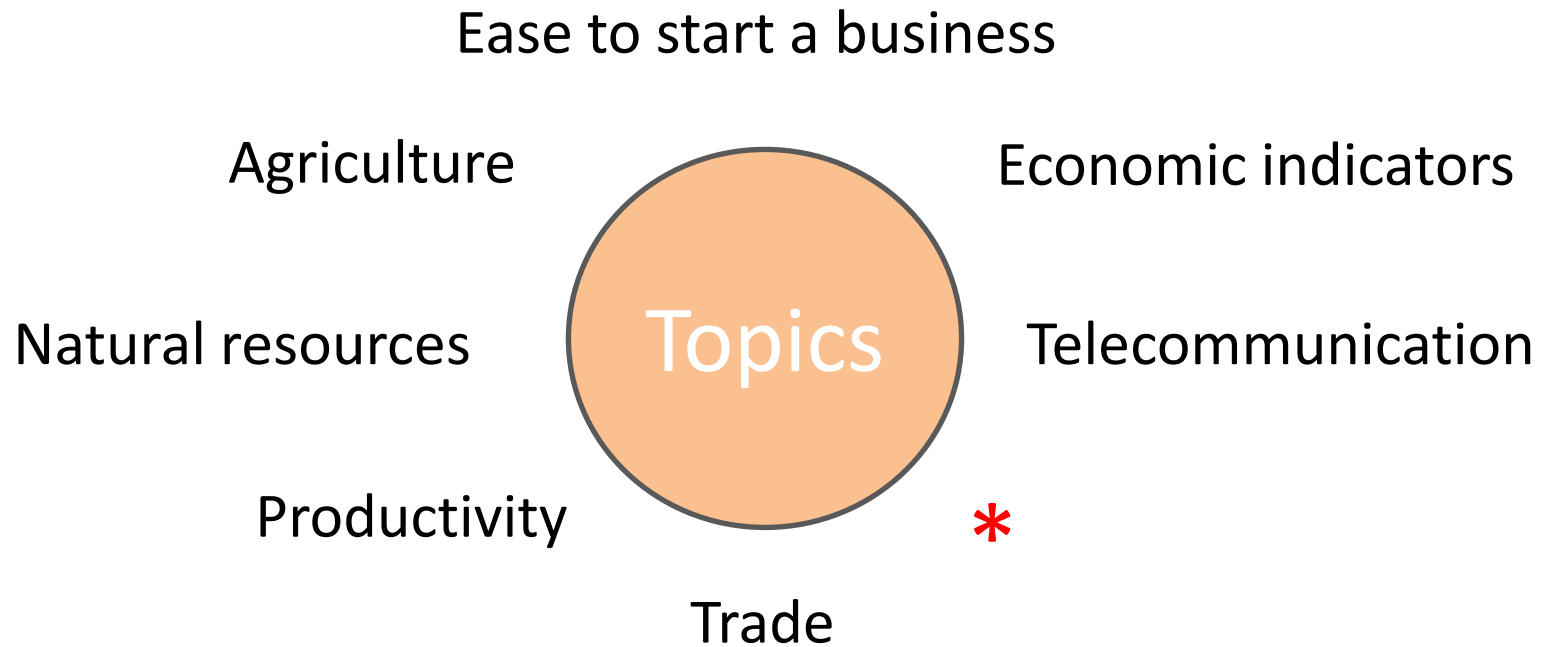 Ease to start a business
Agriculture
Economic indicators
Natural resources
Topics
Telecommunication
Productivity
*
Trade